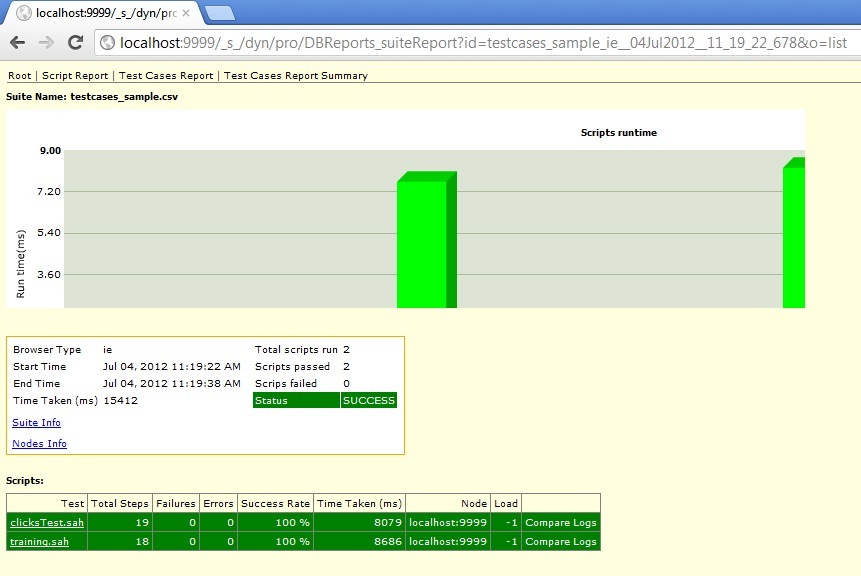 localhost:9999/_s_/dyn/pro
localhost:9999/_s_/dyn/pro/DBReports_suiteReport?id=testcases_sample_ie__04Jul2012__11_19_22_678&o=list
Root | Script Report | Test Cases Report | Test Cases Report Summary
Suite Name: testcases_sample.csv
Scripts runtime
9.00
7.20
5.40
3.60
Run time(ms)
Browser Type ie Total scripts run 2
Start Time Jul 04, 2012 11:19:22 AM Scripts passed 2
End Time Jul 04, 2012 11:19:38 AM Scrips failed 0
Time Taken (ms) 15412 Status SUCCESS
Suite Info
Nodes Info
Scripts:
Test Total Steps Failures Errors Success Rate Time Taken (ms) Node Load
clicksTest.sah 19 0 0 100 % 8079 localhost:9999 -1 Compare Logs
training.sah 18 0 0 100 % 8686 localhost:9999 -1 Compare Logs